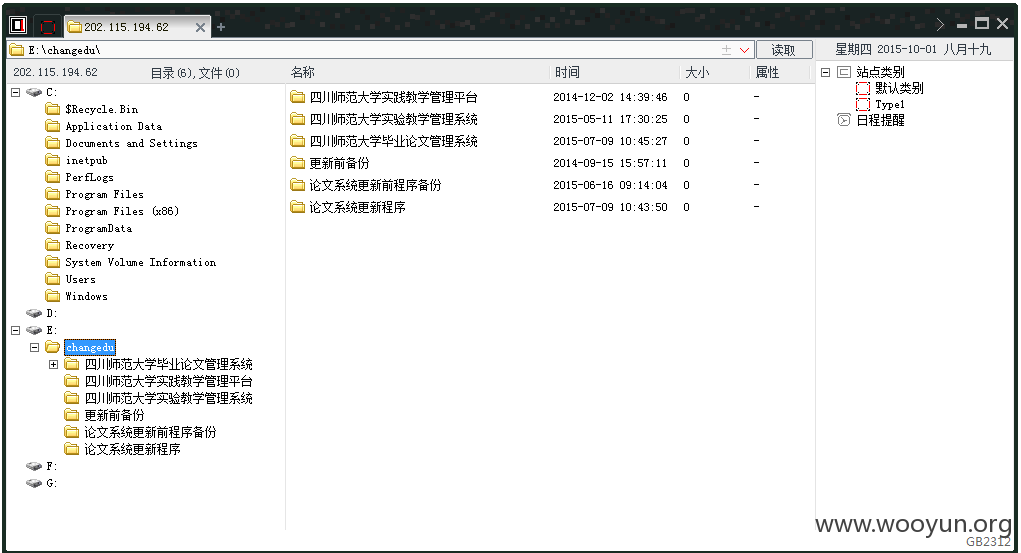 202.115.194.62
E:\changedu\ 读取 星期四 2015-10-01 八月十九
202.115.194.62 目录(6),文件(0) 名称 时间 大小 属性
C:
$Recycle.Bin
Application Data
Documents and Settings
inetpub
PerfLogs
Program Files
Program Files (x86)
ProgramData
Recovery
System Volume Information
Users
Windows
D:
E:
changedu
四川师范大学毕业论文管理系统
四川师范大学实践教学管理平台
四川师范大学实验教学管理系统
更新前备份
论文系统更新前程序备份
论文系统更新程序
F:
G:
四川师范大学实践教学管理平台 2014-12-02 14:39:46 0 -
四川师范大学实验教学管理系统 2015-05-11 17:30:25 0 -
四川师范大学毕业论文管理系统 2015-07-09 10:45:27 0 -
更新前备份 2014-09-15 15:57:11 0 -
论文系统更新前程序备份 2015-06-16 09:14:04 0 -
论文系统更新程序 2015-07-09 10:43:50 0 -
站点类别
默认类别
Type1
日程提醒
www.wooyun.org
GB2312